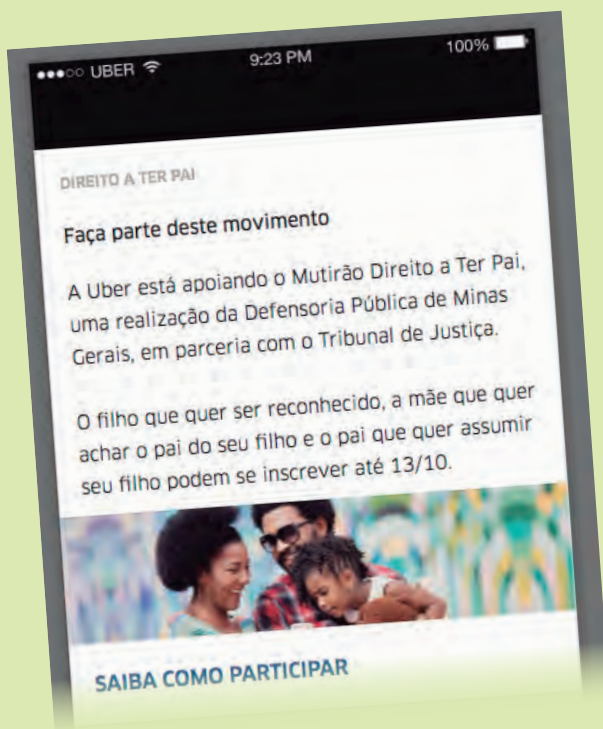 UBER 9:23 PM 100%
DIREITO A TER PAI
Faça parte deste movimento
A Uber está apoiando o Mutirão Direito a Ter Pai,
uma realização da Defensoria Pública de Minas
Gerais, em parceria com o Tribunal de Justiça.
O filho que quer ser reconhecido, a mãe que quer
achar o pai do seu filho e o pai que quer assumir
seu filho podem se inscrever até 13/10.
SAIBA COMO PARTICIPAR